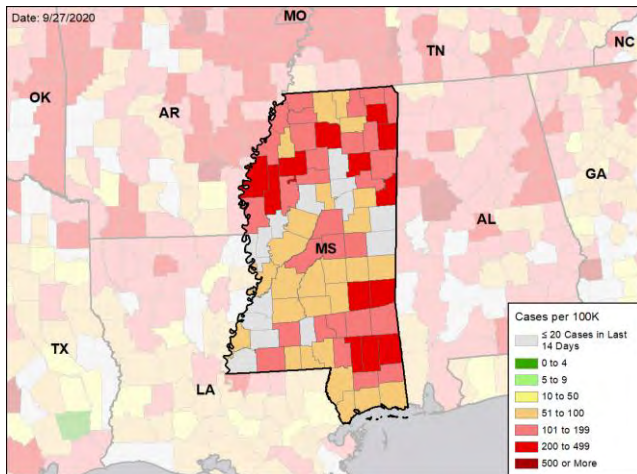 Date: 9/27/2020
MO
NC
TN
OK
AR
GA
AL
MS
TX
LA
Cases per 100K
≤ 20 Cases in Last
14 Days
0 to 4
5 to 9
10 to 50
51 to 100
101 to 199
200 to 499
500 or More